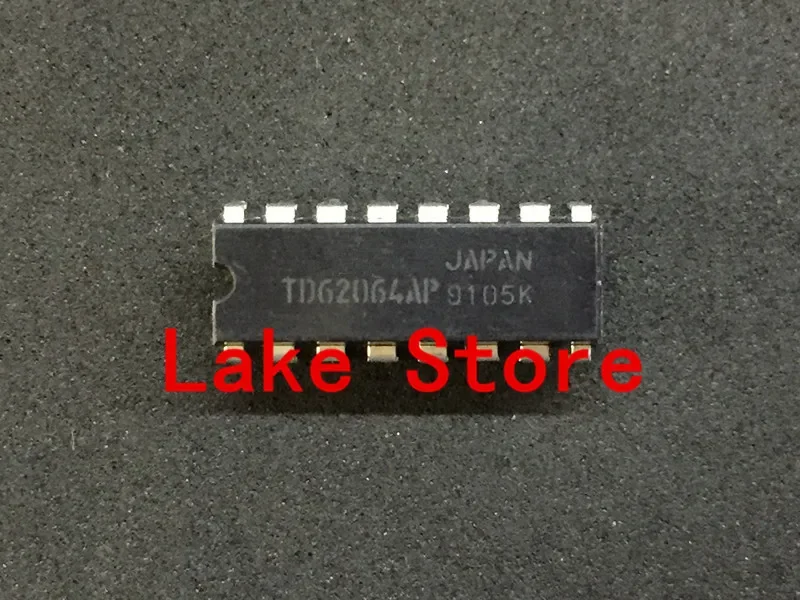 JAPAN
TD62064AP 9105K
Lake Store